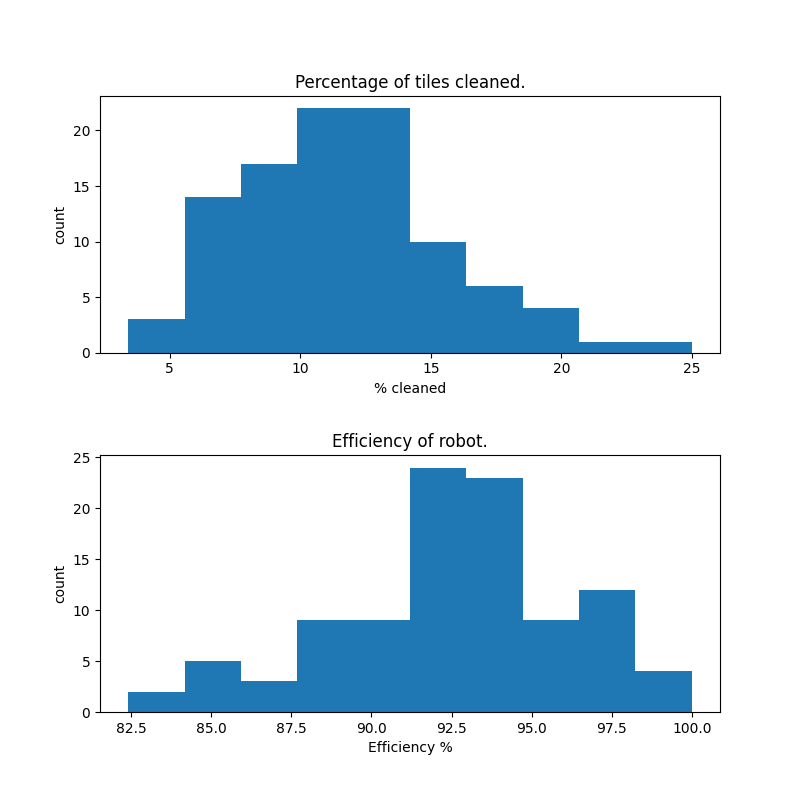 Percentage of tiles cleaned.
20
15
10
5
0
count
5 10 15 20 25
% cleaned
Efficiency of robot.
25
20
15
10
5
0
count
82.5 85.0 87.5 90.0 92.5 95.0 97.5 100.0
Efficiency %